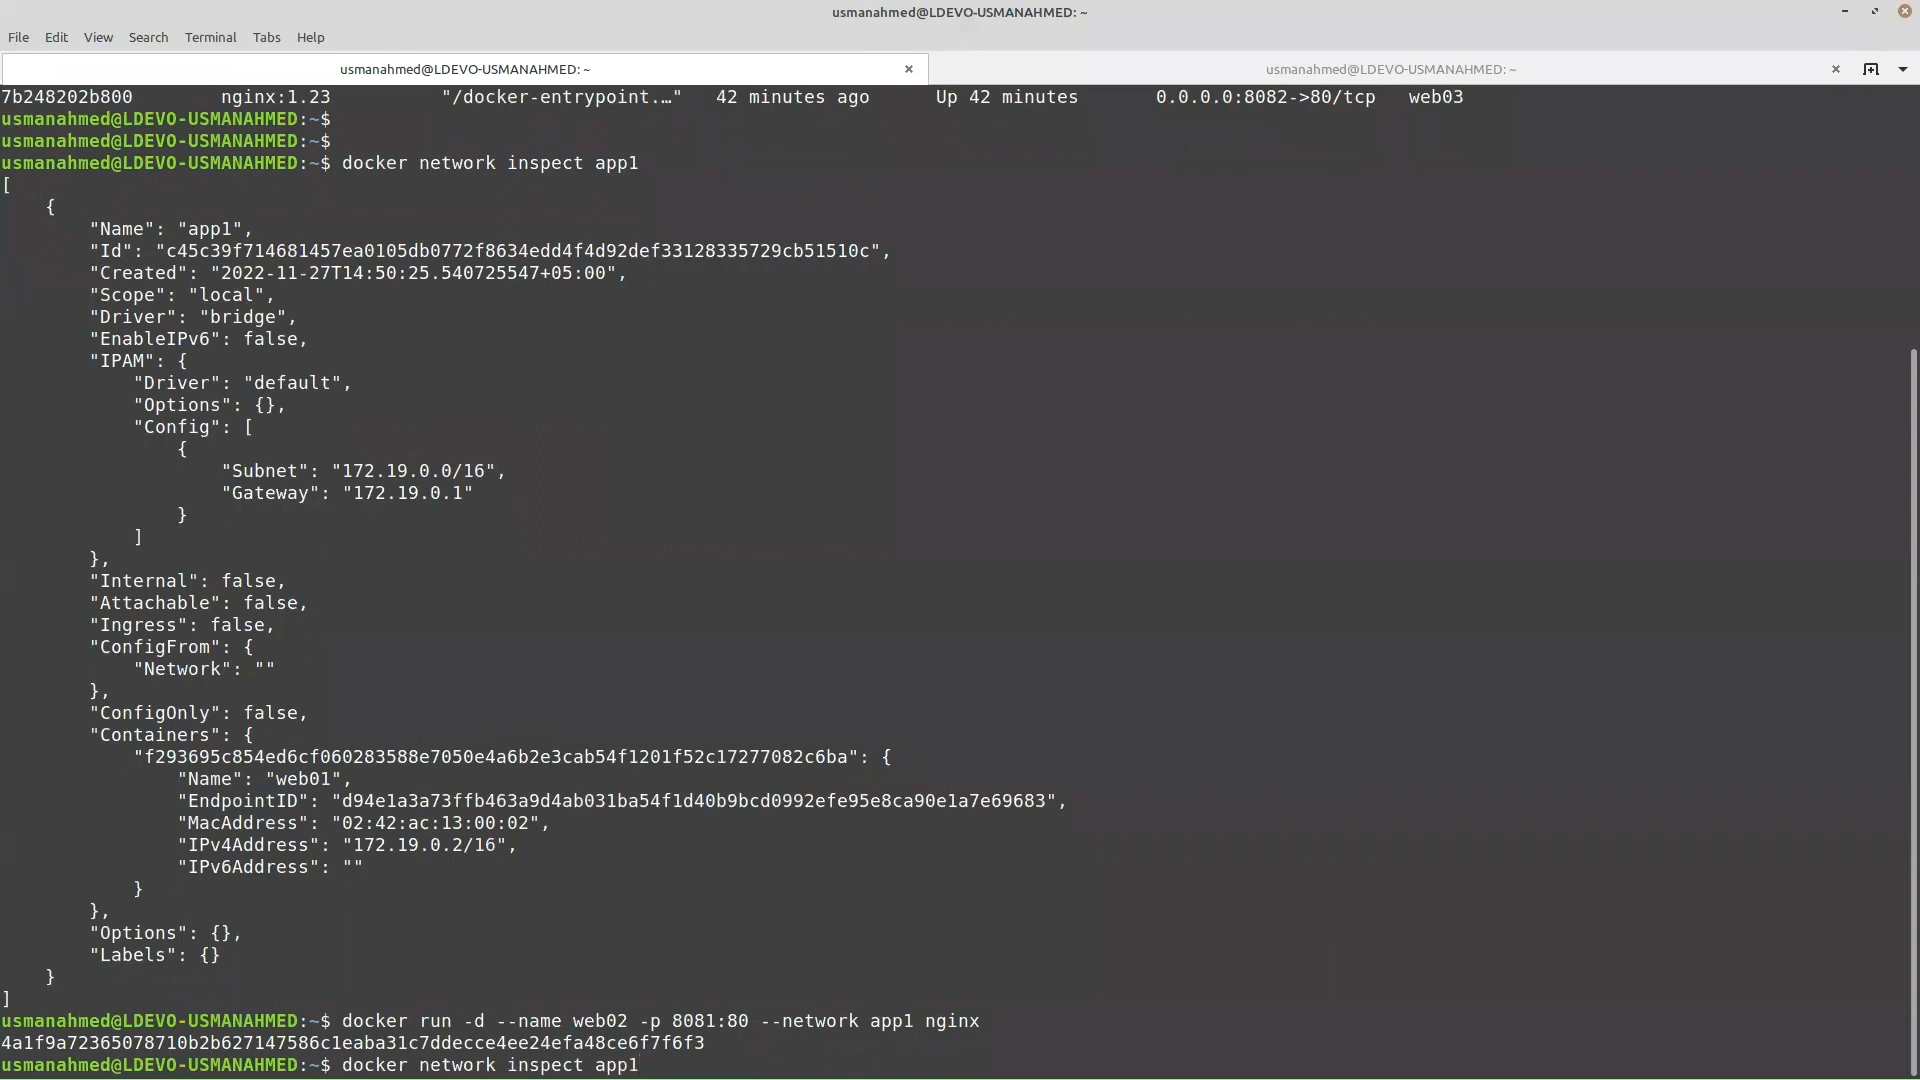 usmanahmed@LDEVO-USMANAHMED: ~
File Edit View Search Terminal Tabs Help
usmanahmed@LDEVO-USMANAHMED: ~ × usmanahmed@LDEVO-USMANAHMED: ~ ×
7b248202b800        nginx:1.23          "/docker-entrypoint.…"   42 minutes ago      Up 42 minutes       0.0.0.0:8082->80/tcp   web03
usmanahmed@LDEVO-USMANAHMED:~$
usmanahmed@LDEVO-USMANAHMED:~$
usmanahmed@LDEVO-USMANAHMED:~$ docker network inspect app1
[
    {
        "Name": "app1",
        "Id": "c45c39f714681457ea0105db0772f8634edd4f4d92def33128335729cb51510c",
        "Created": "2022-11-27T14:50:25.540725547+05:00",
        "Scope": "local",
        "Driver": "bridge",
        "EnableIPv6": false,
        "IPAM": {
            "Driver": "default",
            "Options": {},
            "Config": [
                {
                    "Subnet": "172.19.0.0/16",
                    "Gateway": "172.19.0.1"
                }
            ]
        },
        "Internal": false,
        "Attachable": false,
        "Ingress": false,
        "ConfigFrom": {
            "Network": ""
        },
        "ConfigOnly": false,
        "Containers": {
            "f293695c854ed6cf060283588e7050e4a6b2e3cab54f1201f52c17277082c6ba": {
                "Name": "web01",
                "EndpointID": "d94e1a3a73ffb463a9d4ab031ba54f1d40b9bcd0992efe95e8ca90e1a7e69683",
                "MacAddress": "02:42:ac:13:00:02",
                "IPv4Address": "172.19.0.2/16",
                "IPv6Address": ""
            }
        },
        "Options": {},
        "Labels": {}
    }
]
usmanahmed@LDEVO-USMANAHMED:~$ docker run -d --name web02 -p 8081:80 --network app1 nginx
4a1f9a72365078710b2b627147586c1eaba31c7ddecce4ee24efa48ce6f7f6f3
usmanahmed@LDEVO-USMANAHMED:~$ docker network inspect app1